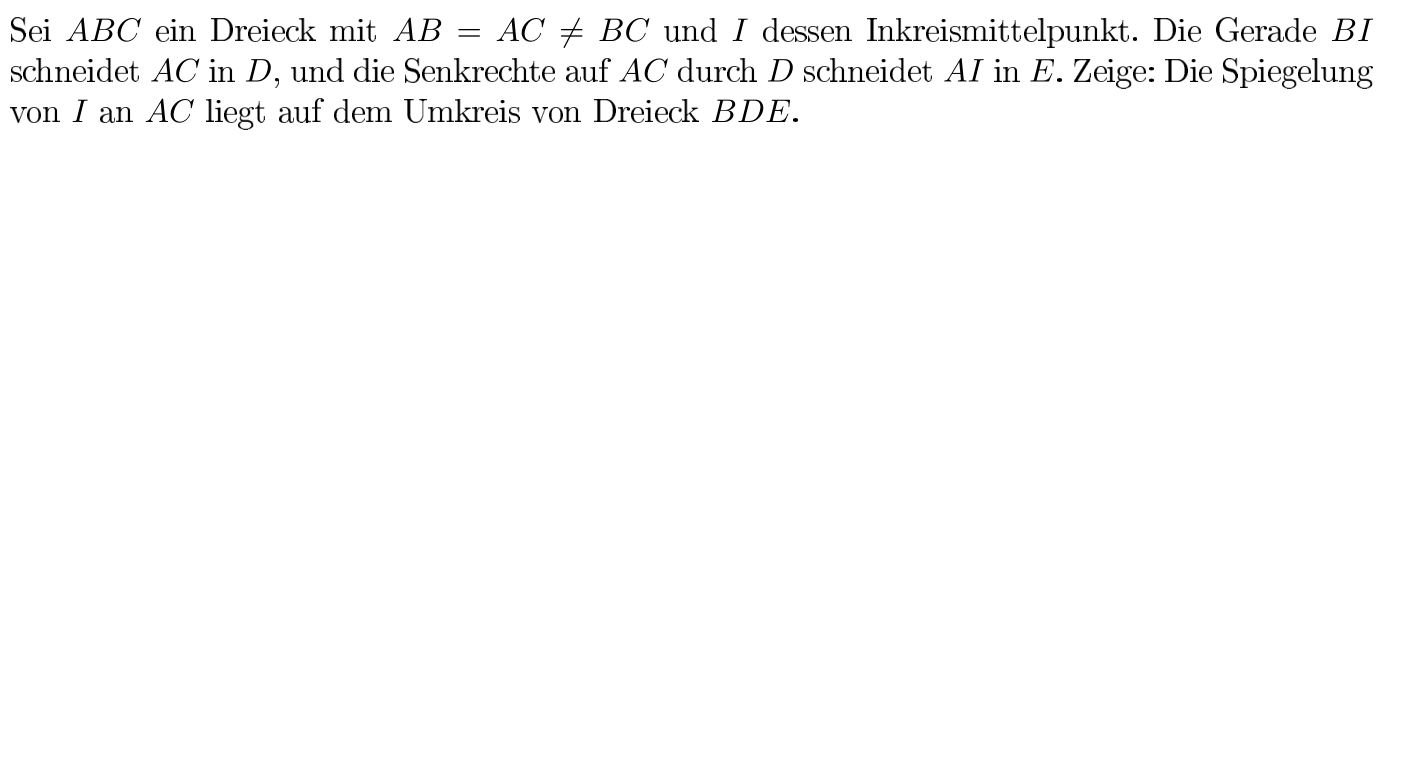 Sei ABC ein Dreieck mit AB = AC ≠ BC und I dessen Inkreismittelpunkt. Die Gerade BI
schneidet AC in D, und die Senkrechte auf AC durch D schneidet AI in E. Zeige: Die Spiegelung
von I an AC liegt auf dem Umkreis von Dreieck BDE.